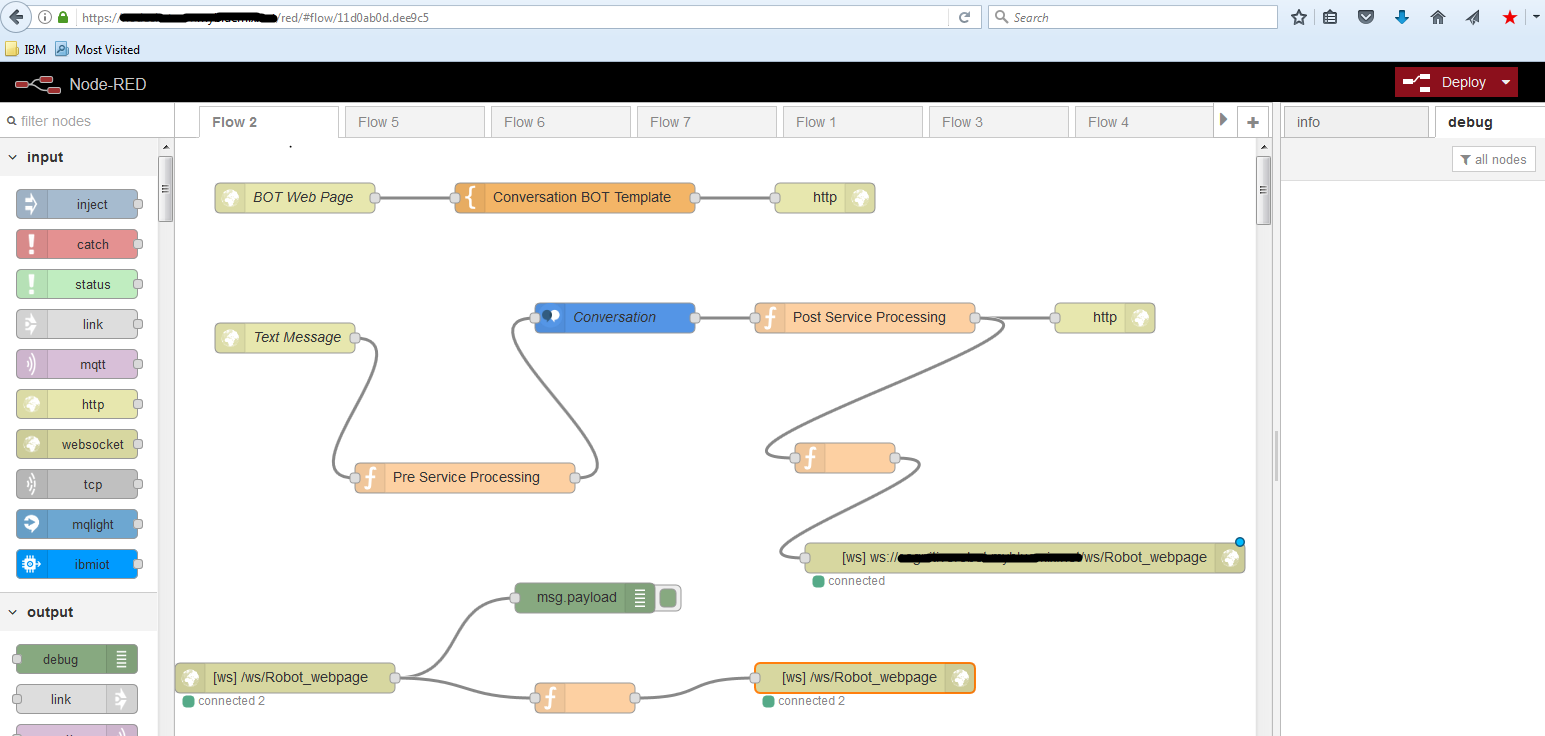 https:// /red/#flow/11d0ab0d.dee9c5
Search
IBM Most Visited
Node-RED
Deploy
filter nodes
Flow 2 Flow 5 Flow 6 Flow 7 Flow 1 Flow 3 Flow 4
info debug
all nodes
input
inject
catch
status
link
mqtt
http
websocket
tcp
mqlight
ibmiot
output
debug
link
BOT Web Page Conversation BOT Template http
Text Message Conversation Post Service Processing http
Pre Service Processing
[ws] ws:// /ws/Robot_webpage
connected
msg.payload
[ws] /ws/Robot_webpage
connected 2
[ws] /ws/Robot_webpage
connected 2